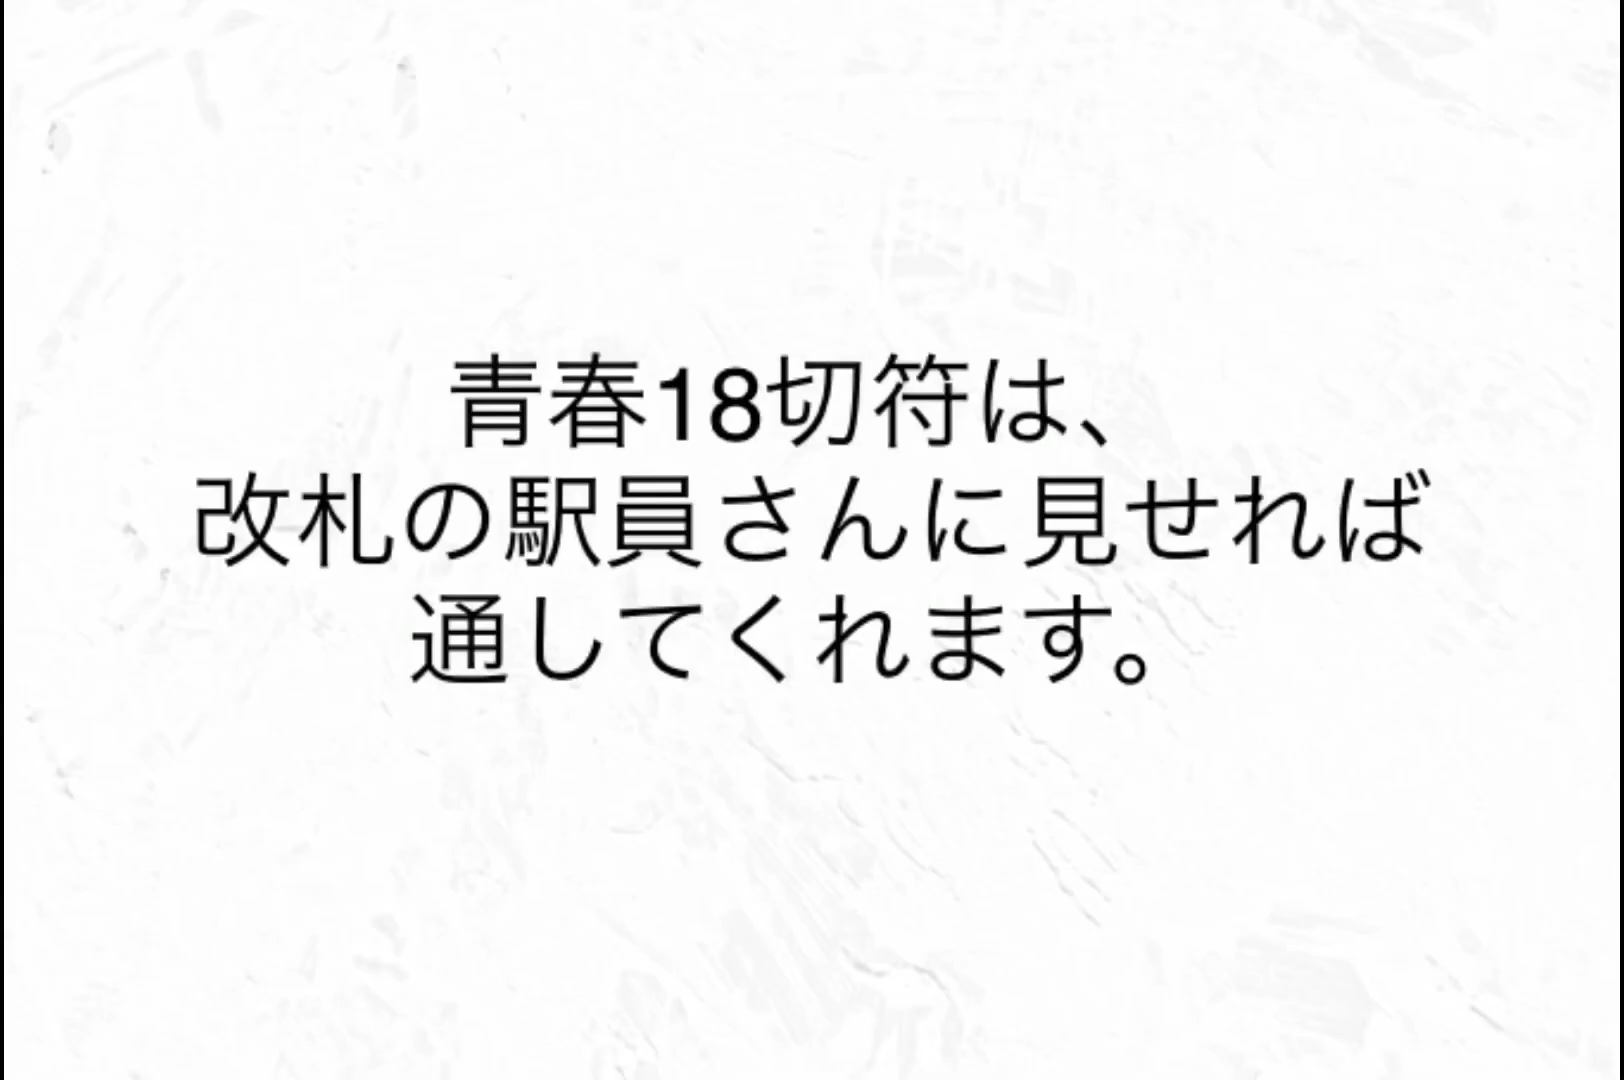 青春18切符は、
改札の駅員さんに見せれば
通してくれます。